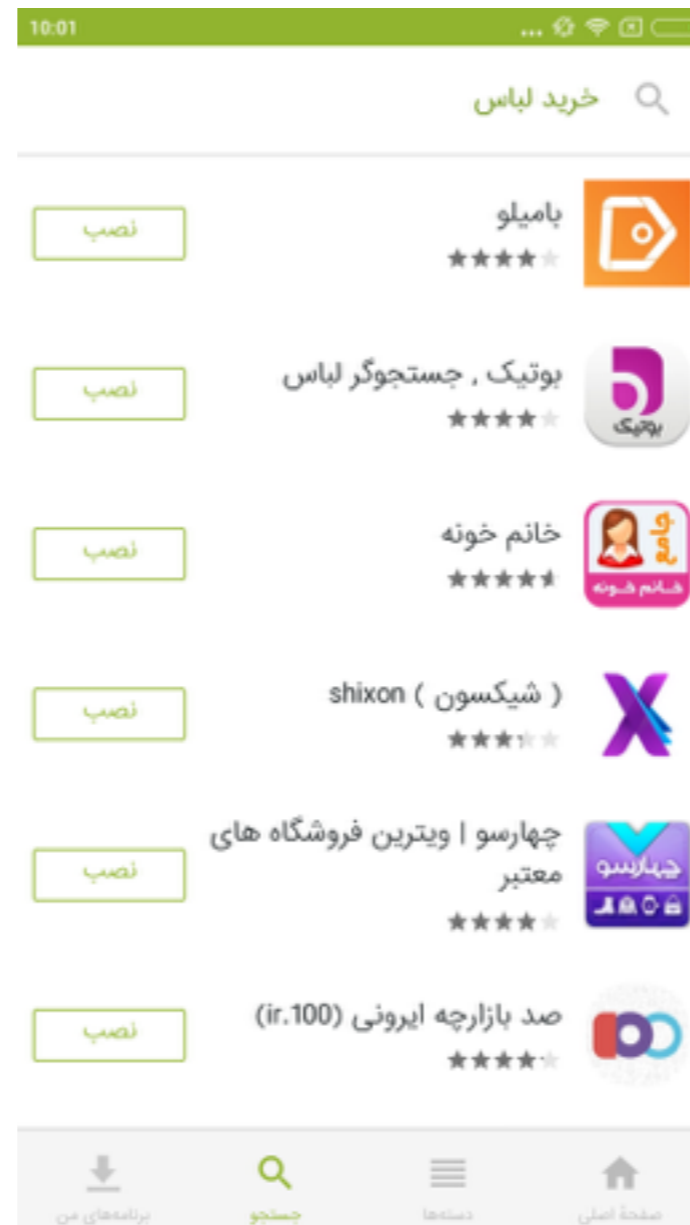 10:01
خرید لباس
بامیلو
نصب
بوتیک , جستجوگر لباس
نصب
بوتیک
خانم خونه
نصب
جامع
خانم خونه
( شیکسون ) shixon
نصب
چهارسو | ویترین فروشگاه های
معتبر
نصب
چهارسو
صد بازارچه ایرونی (100.ir)
نصب
100
صفحهٔ اصلی
دسته‌ها
جستجو
برنامه‌های من